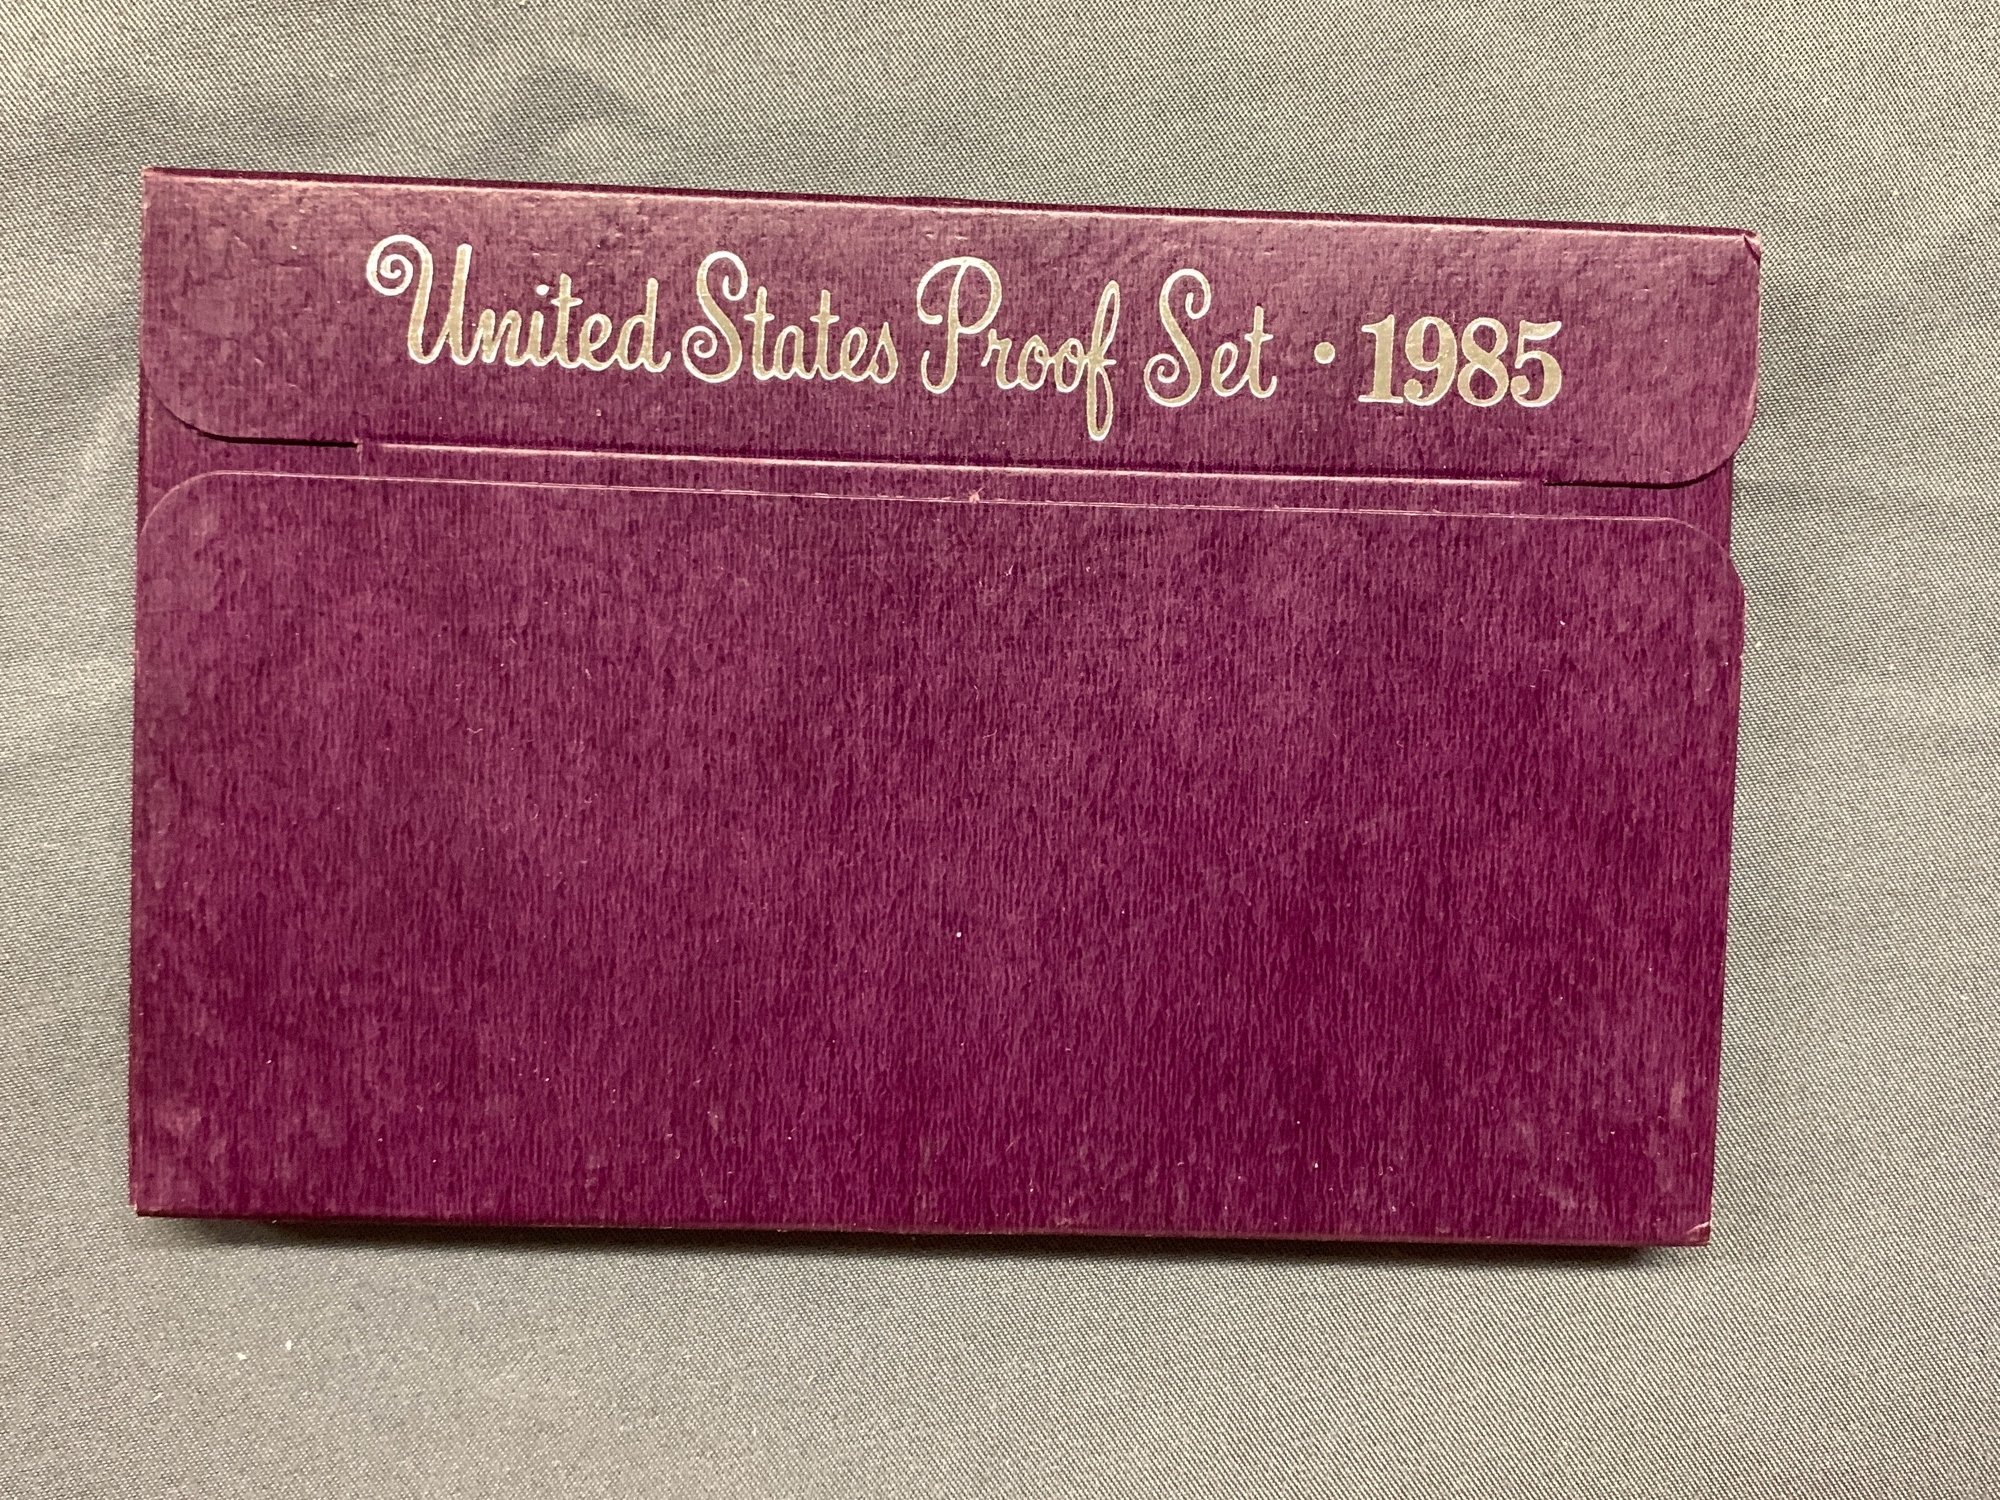 United States Proof Set • 1985